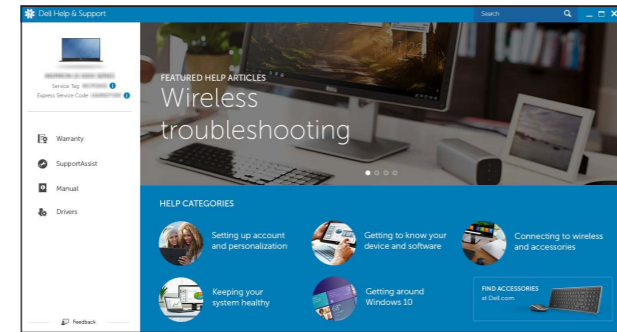 Dell Help & Support
Search
Service Tag:
Express Service Code:
Warranty
SupportAssist
Manual
Drivers
Feedback
FEATURED HELP ARTICLES
Wireless
troubleshooting
HELP CATEGORIES
Setting up account
and personalization
Getting to know your
device and software
Connecting to wireless
and accessories
Keeping your
system healthy
Getting around
Windows 10
FIND ACCESSORIES
at Dell.com